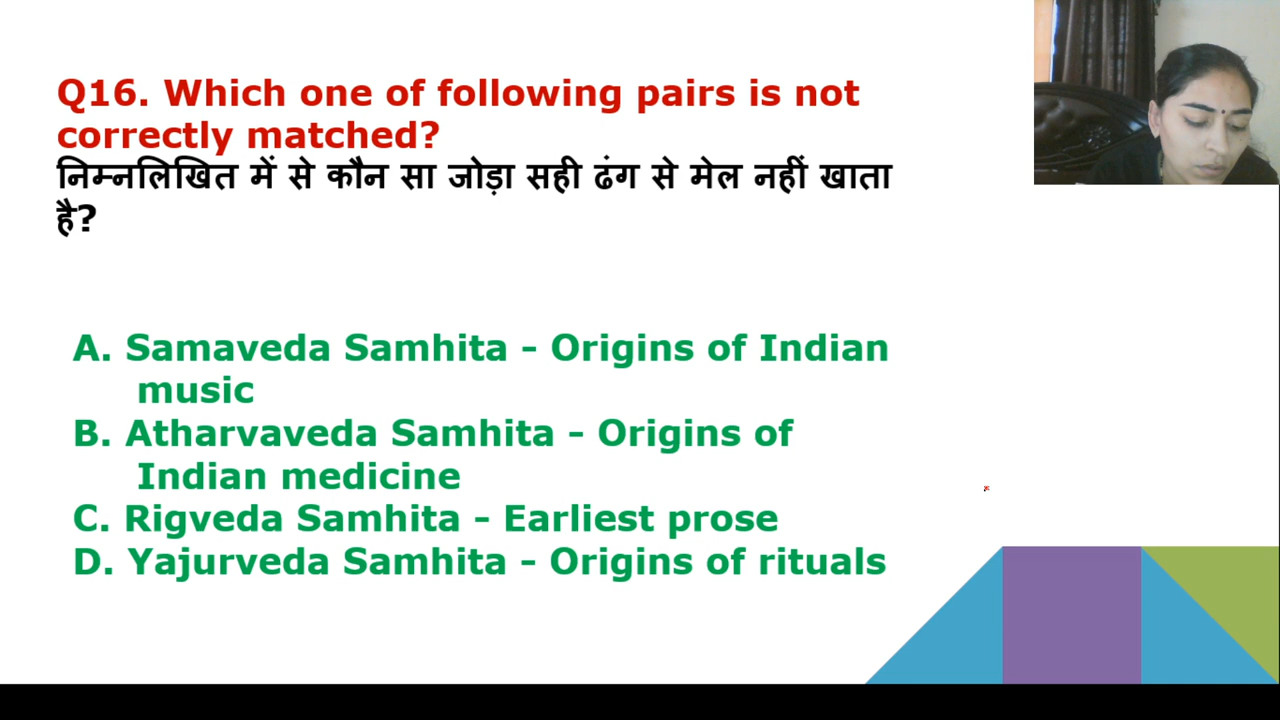 Q16. Which one of following pairs is not
correctly matched?
निम्नलिखित में से कौन सा जोड़ा सही ढंग से मेल नहीं खाता
है?
A. Samaveda Samhita - Origins of Indian
music
B. Atharvaveda Samhita - Origins of
Indian medicine
C. Rigveda Samhita - Earliest prose
D. Yajurveda Samhita - Origins of rituals